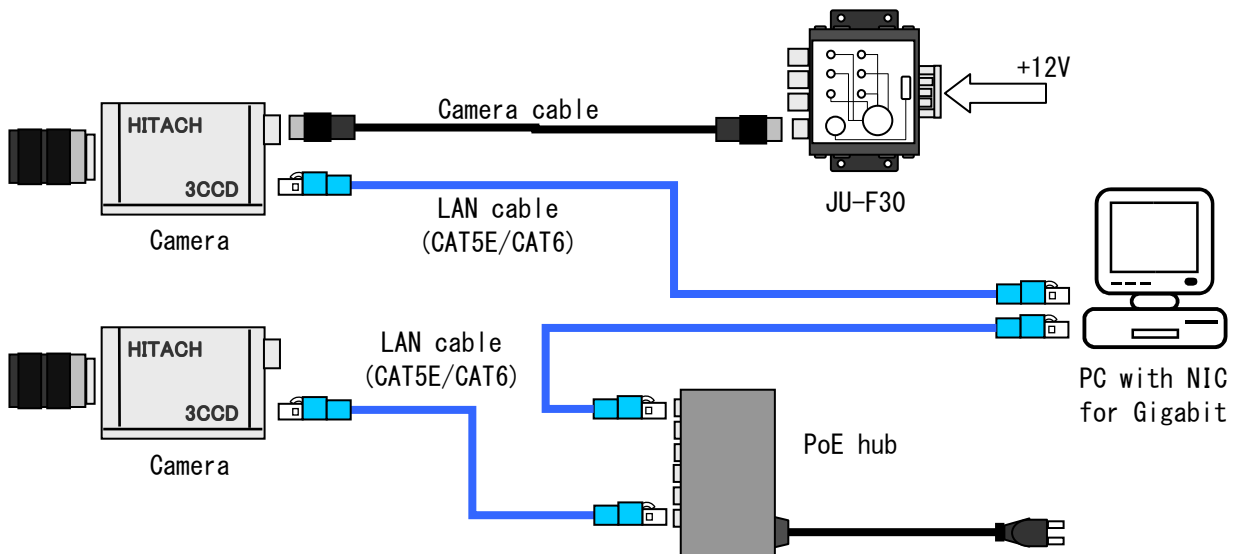 +12V
Camera cable
HITACH
3CCD
JU-F30
LAN cable
(CAT5E/CAT6)
Camera
HITACH
LAN cable
(CAT5E/CAT6)
3CCD
PC with NIC
for Gigabit
PoE hub
Camera